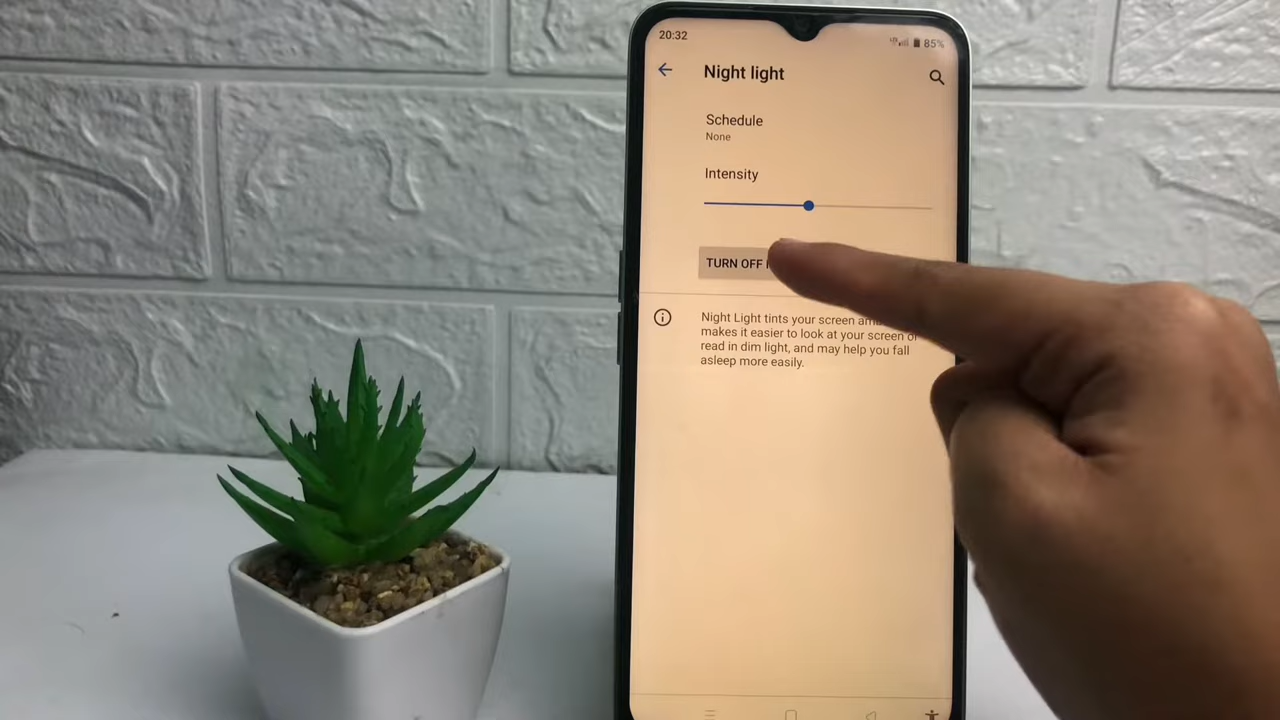 20:32
85%
Night light
Schedule
None
Intensity
TURN OFF
Night Light tints your screen
makes it easier to look at your screen or
read in dim light, and may help you fall
asleep more easily.